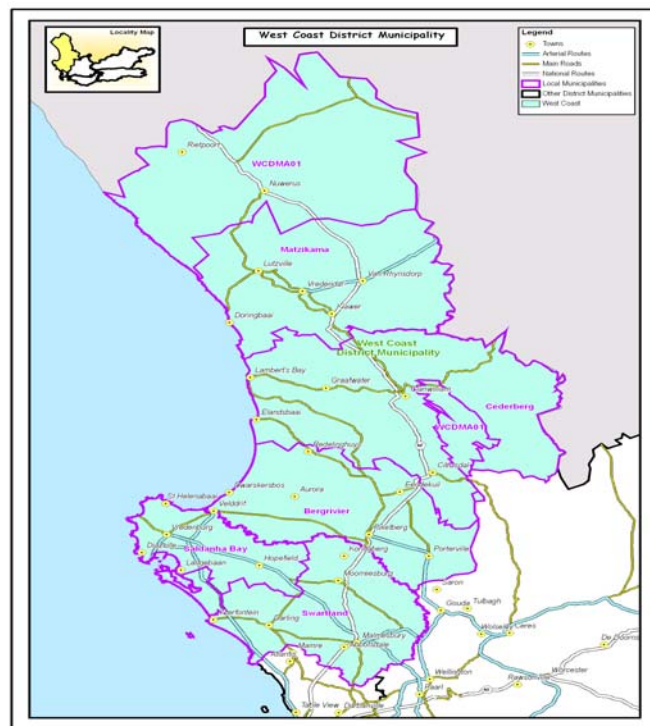 Locality Map
West Coast District Municipality
Legend
Towns
Arterial Routes
Main Roads
National Routes
Local Municipalities
Other District Municipalities
West Coast
Rietpoort
WCDMA01
Nuwerus
Matzikama
Lutzville
Van Rhynsdorp
Vredendal
Klawer
Doringbaai
West Coast
District Municipality
Lambert's Bay
Graafwater
Clanwilliam
Cederberg
WCDMA01
Elandsbaai
Redelinghuys
Citrusdal
Dwarskersbos
Aurora
Eendekuil
St Helenabaai
Velddrif
Bergrivier
Vredenburg
Piketberg
Saldanha Bay
Koringberg
Porterville
Langebaan
Hopefield
Moorreesburg
Saron
Swartland
Gouda
Tulbagh
Yzerfontein
Darling
Malmesbury
Abbotsdale
Wolseley
Ceres
Mamre
Atlantis
De Doorns
Wellington
Worcester
Rawsonville
Paarl
Table View
Durbanville